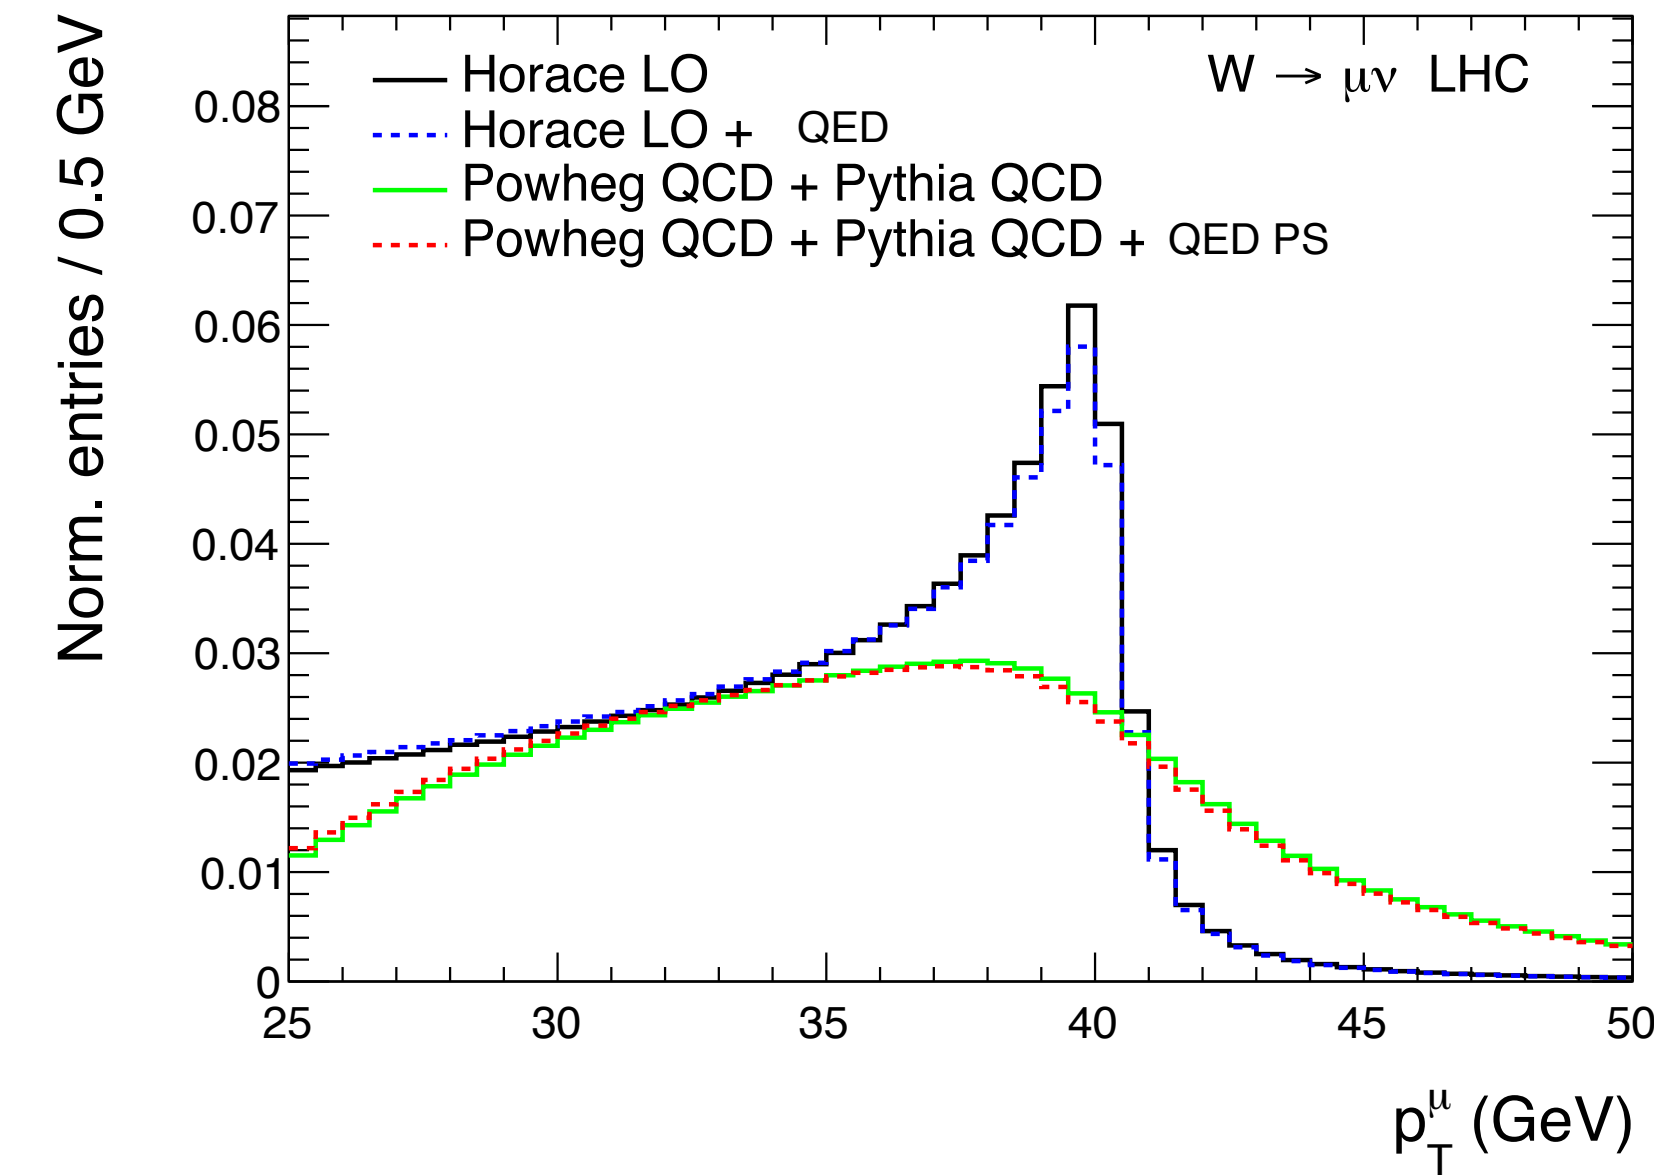 Norm. entries / 0.5 GeV
Horace LO
Horace LO + QED
Powheg QCD + Pythia QCD
Powheg QCD + Pythia QCD + QED PS
W → μν LHC
0.08
0.07
0.06
0.05
0.04
0.03
0.02
0.01
0
25 30 35 40 45 50
p_T^μ (GeV)